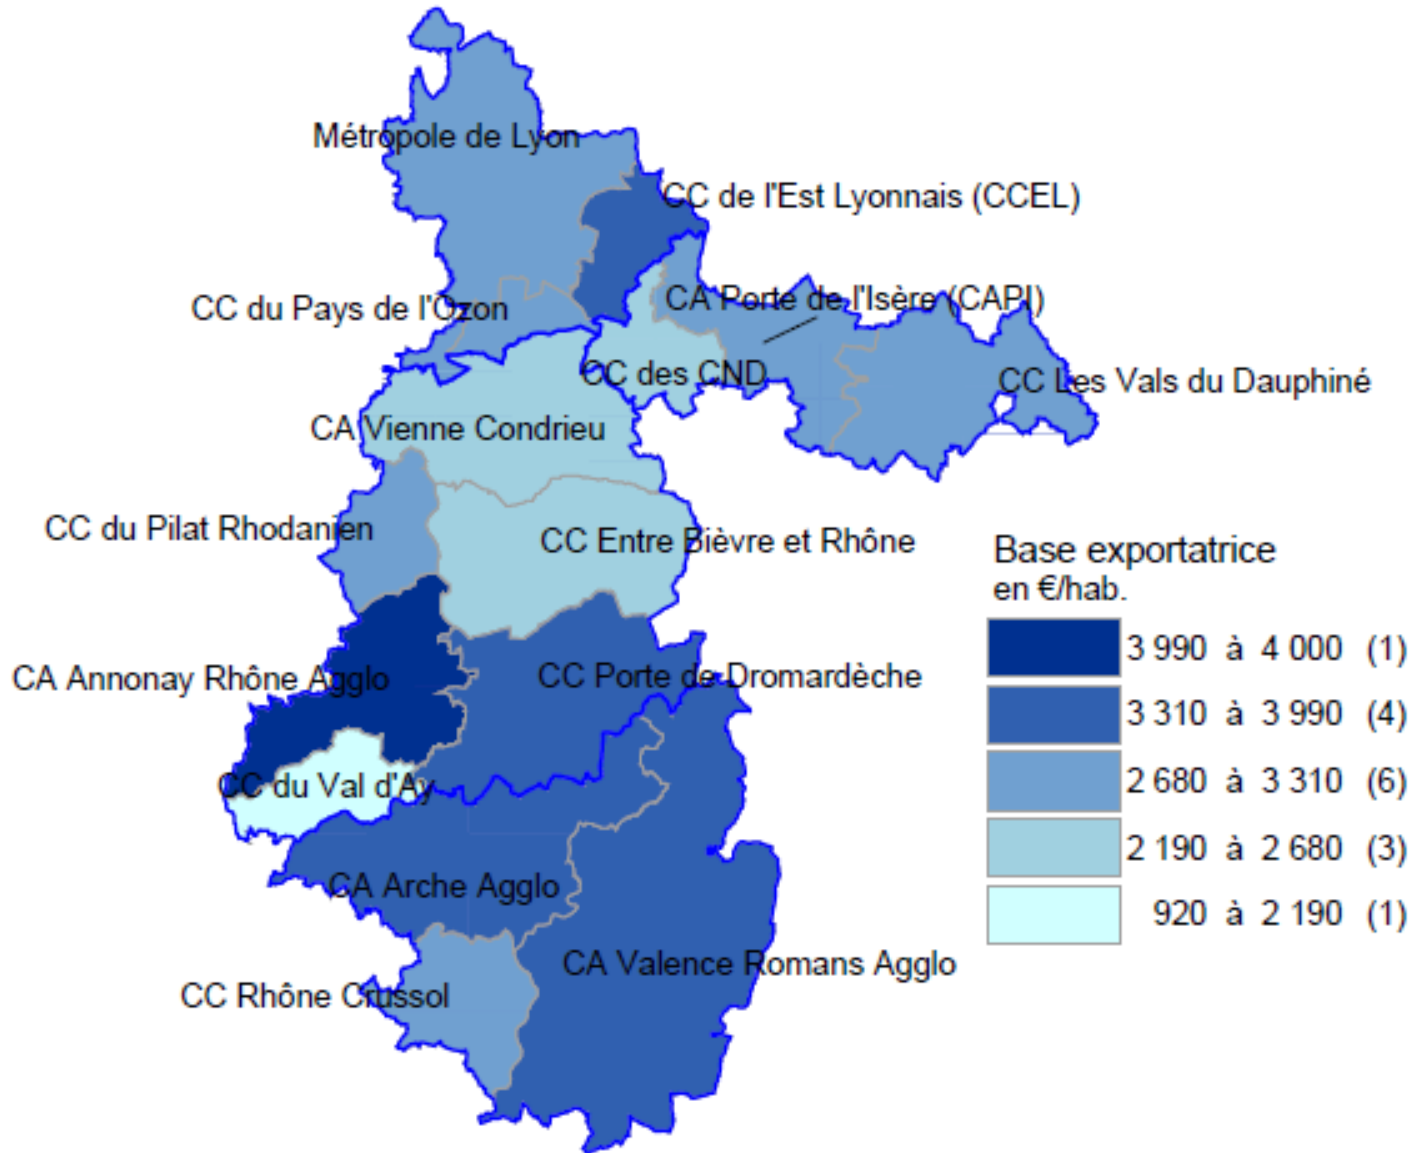 Métropole de Lyon
CC de l'Est Lyonnais (CCEL)
CA Porte de l'Isère (CAPI)
CC du Pays de l'Ozon
CC des CND
CC Les Vals du Dauphiné
CA Vienne Condrieu
CC du Pilat Rhodanien
CC Entre Bièvre et Rhône
CA Annonay Rhône Agglo
CC Porte de Dromardèche
CC du Val d'Ay
CA Arche Agglo
CA Valence Romans Agglo
CC Rhône Crussol
Base exportatrice
en €/hab.
3 990 à 4 000 (1)
3 310 à 3 990 (4)
2 680 à 3 310 (6)
2 190 à 2 680 (3)
920 à 2 190 (1)